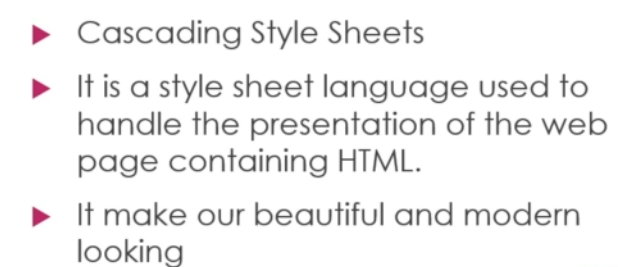 Cascading Style Sheets
It is a style sheet language used to
handle the presentation of the web
page containing HTML.
It make our beautiful and modern
looking